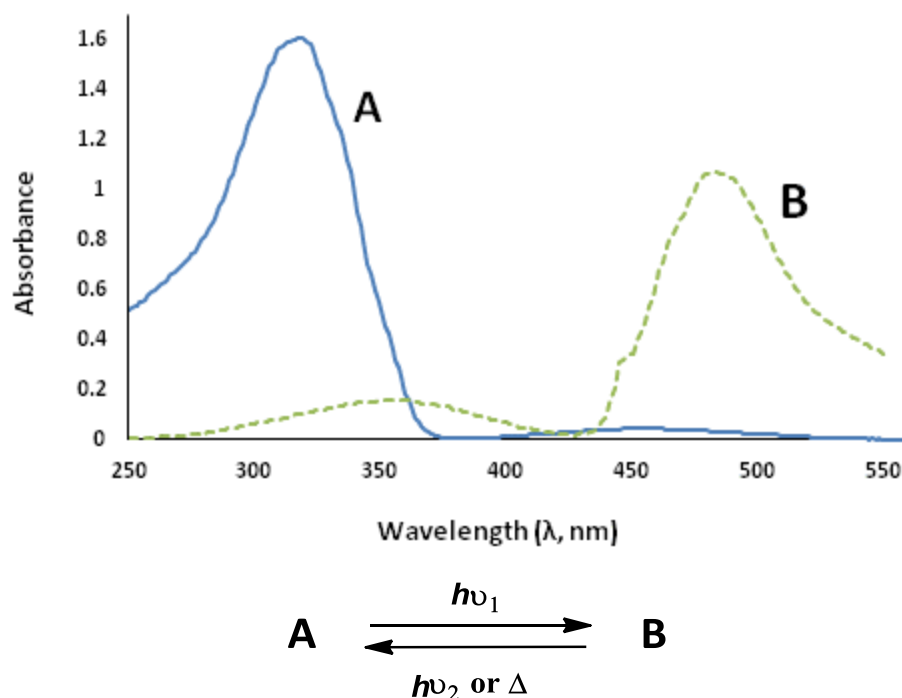 1.6
1.4
1.2
1
0.8
0.6
0.4
0.2
0
Absorbance
A
B
250 300 350 400 450 500 550
Wavelength (λ, nm)
hυ₁
A B
hυ₂ or Δ